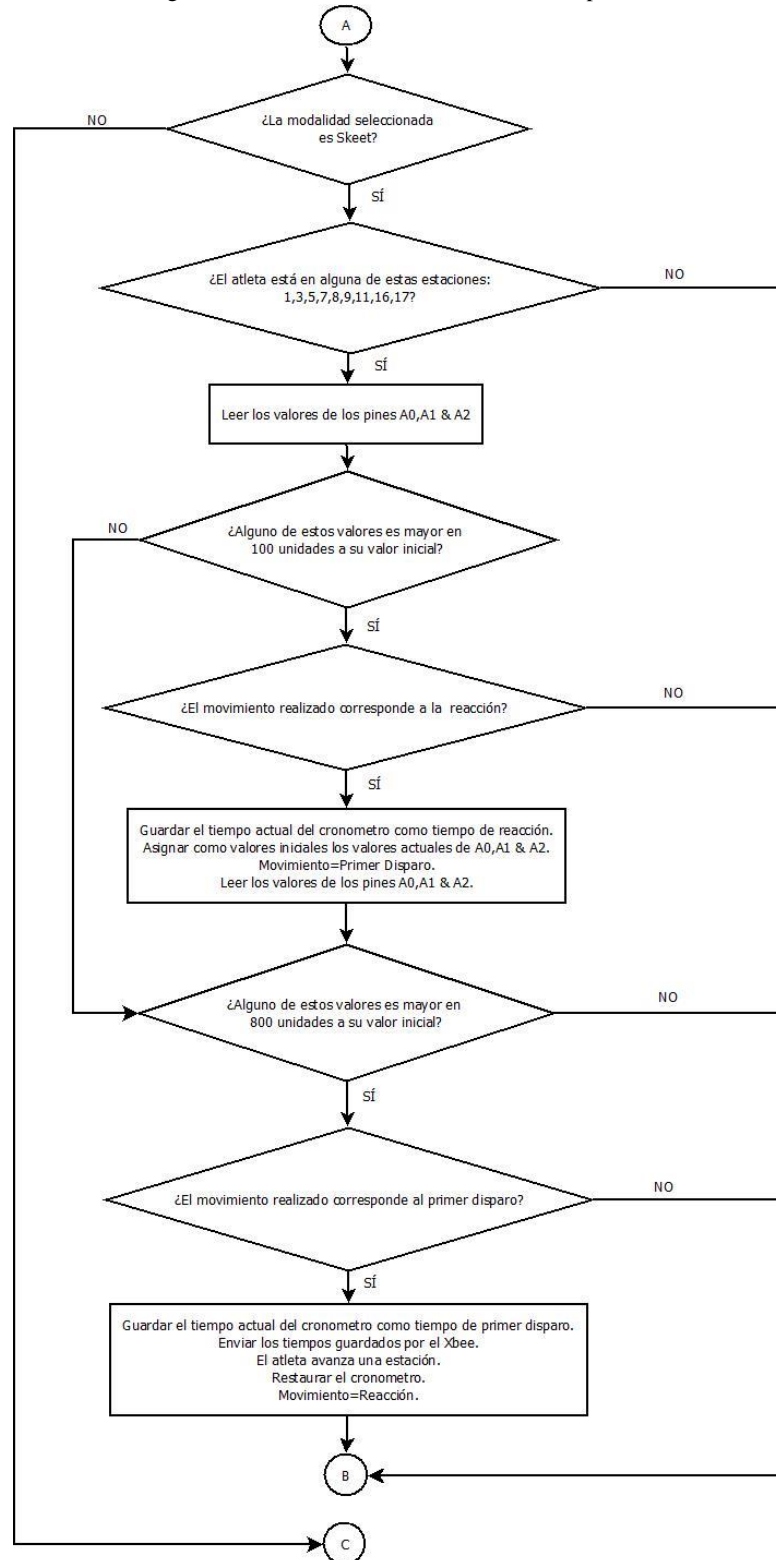 A
¿La modalidad seleccionada
es Skeet?
NO
SÍ
¿El atleta está en alguna de estas estaciones:
1,3,5,7,8,9,11,16,17?
NO
SÍ
Leer los valores de los pines A0,A1 & A2
¿Alguno de estos valores es mayor en
100 unidades a su valor inicial?
NO
SÍ
¿El movimiento realizado corresponde a la reacción?
NO
SÍ
Guardar el tiempo actual del cronometro como tiempo de reacción.
Asignar como valores iniciales los valores actuales de A0,A1 & A2.
Movimiento=Primer Disparo.
Leer los valores de los pines A0,A1 & A2.
¿Alguno de estos valores es mayor en
800 unidades a su valor inicial?
NO
SÍ
¿El movimiento realizado corresponde al primer disparo?
NO
SÍ
Guardar el tiempo actual del cronometro como tiempo de primer disparo.
Enviar los tiempos guardados por el Xbee.
El atleta avanza una estación.
Restaurar el cronometro.
Movimiento=Reacción.
B
C